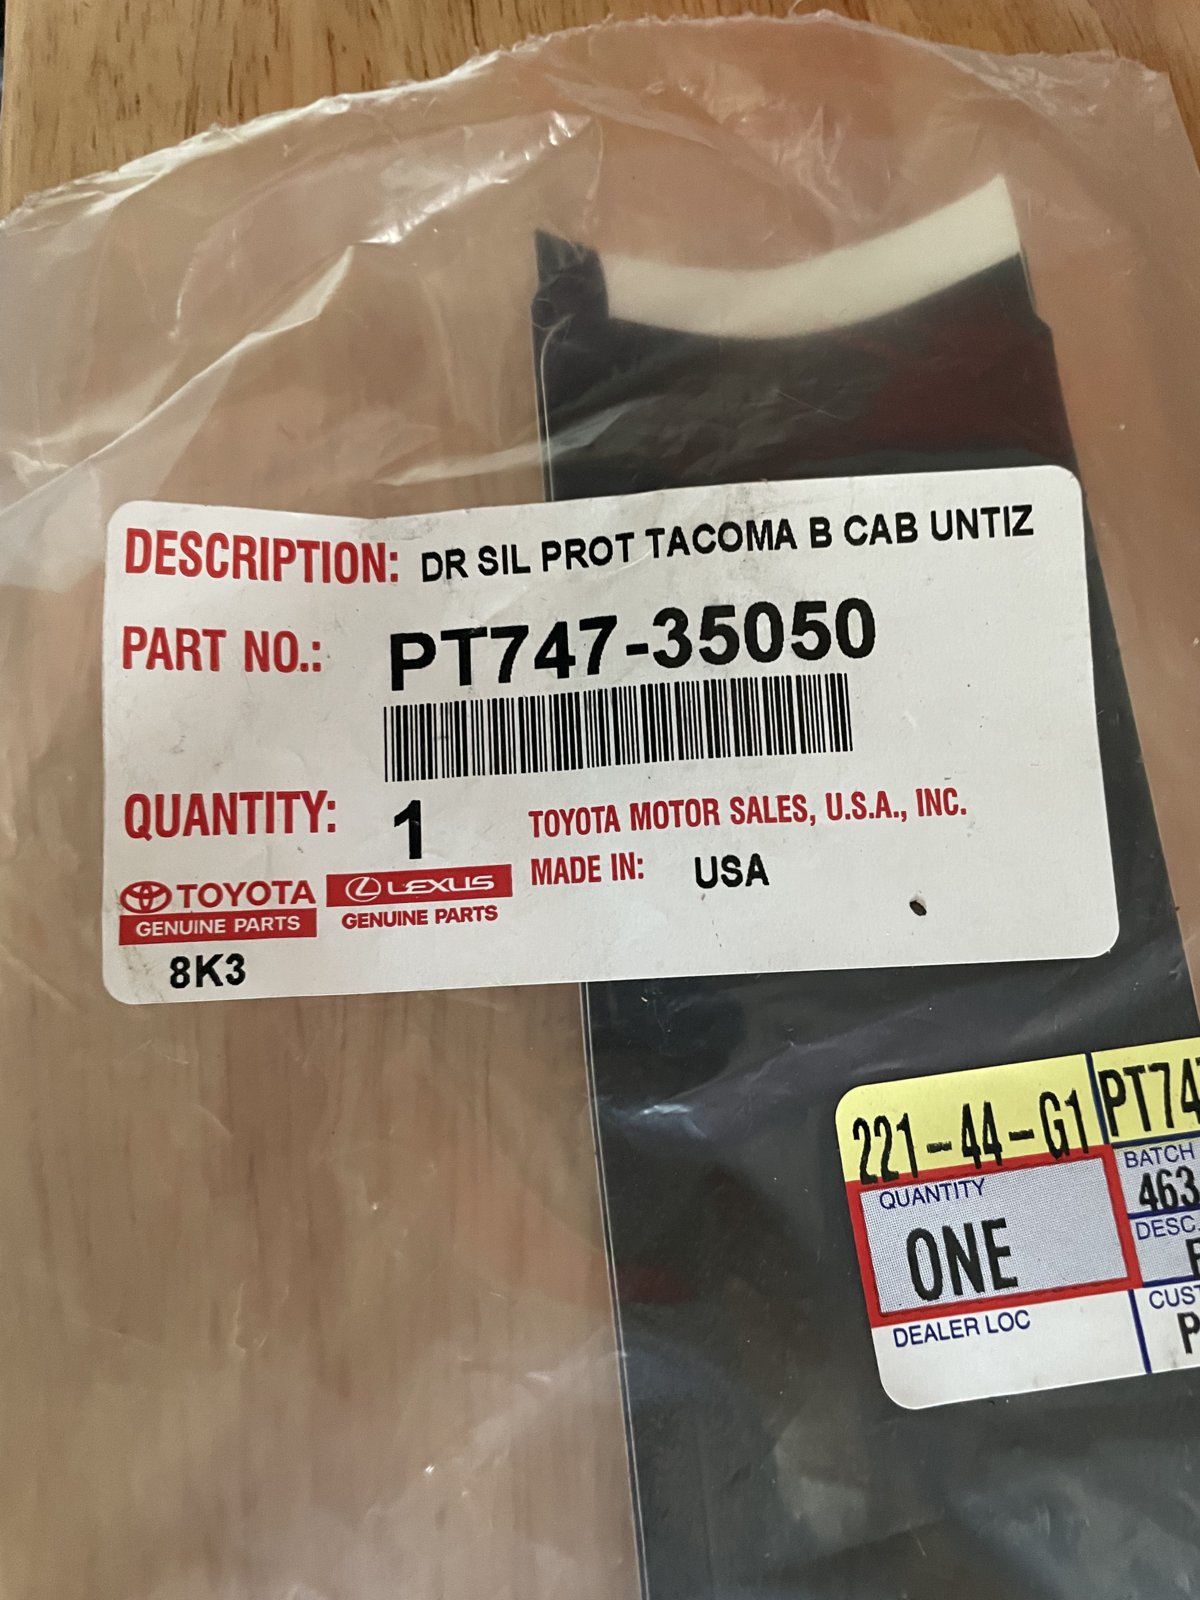 DESCRIPTION: DR SIL PROT TACOMA B CAB UNTIZ
PART NO.: PT747-35050
QUANTITY: 1
TOYOTA MOTOR SALES, U.S.A., INC.
MADE IN: USA
TOYOTA
GENUINE PARTS
LEXUS
GENUINE PARTS
8K3
221-44-G1
QUANTITY
ONE
DEALER LOC
PT74
BATCH
463
DESC.